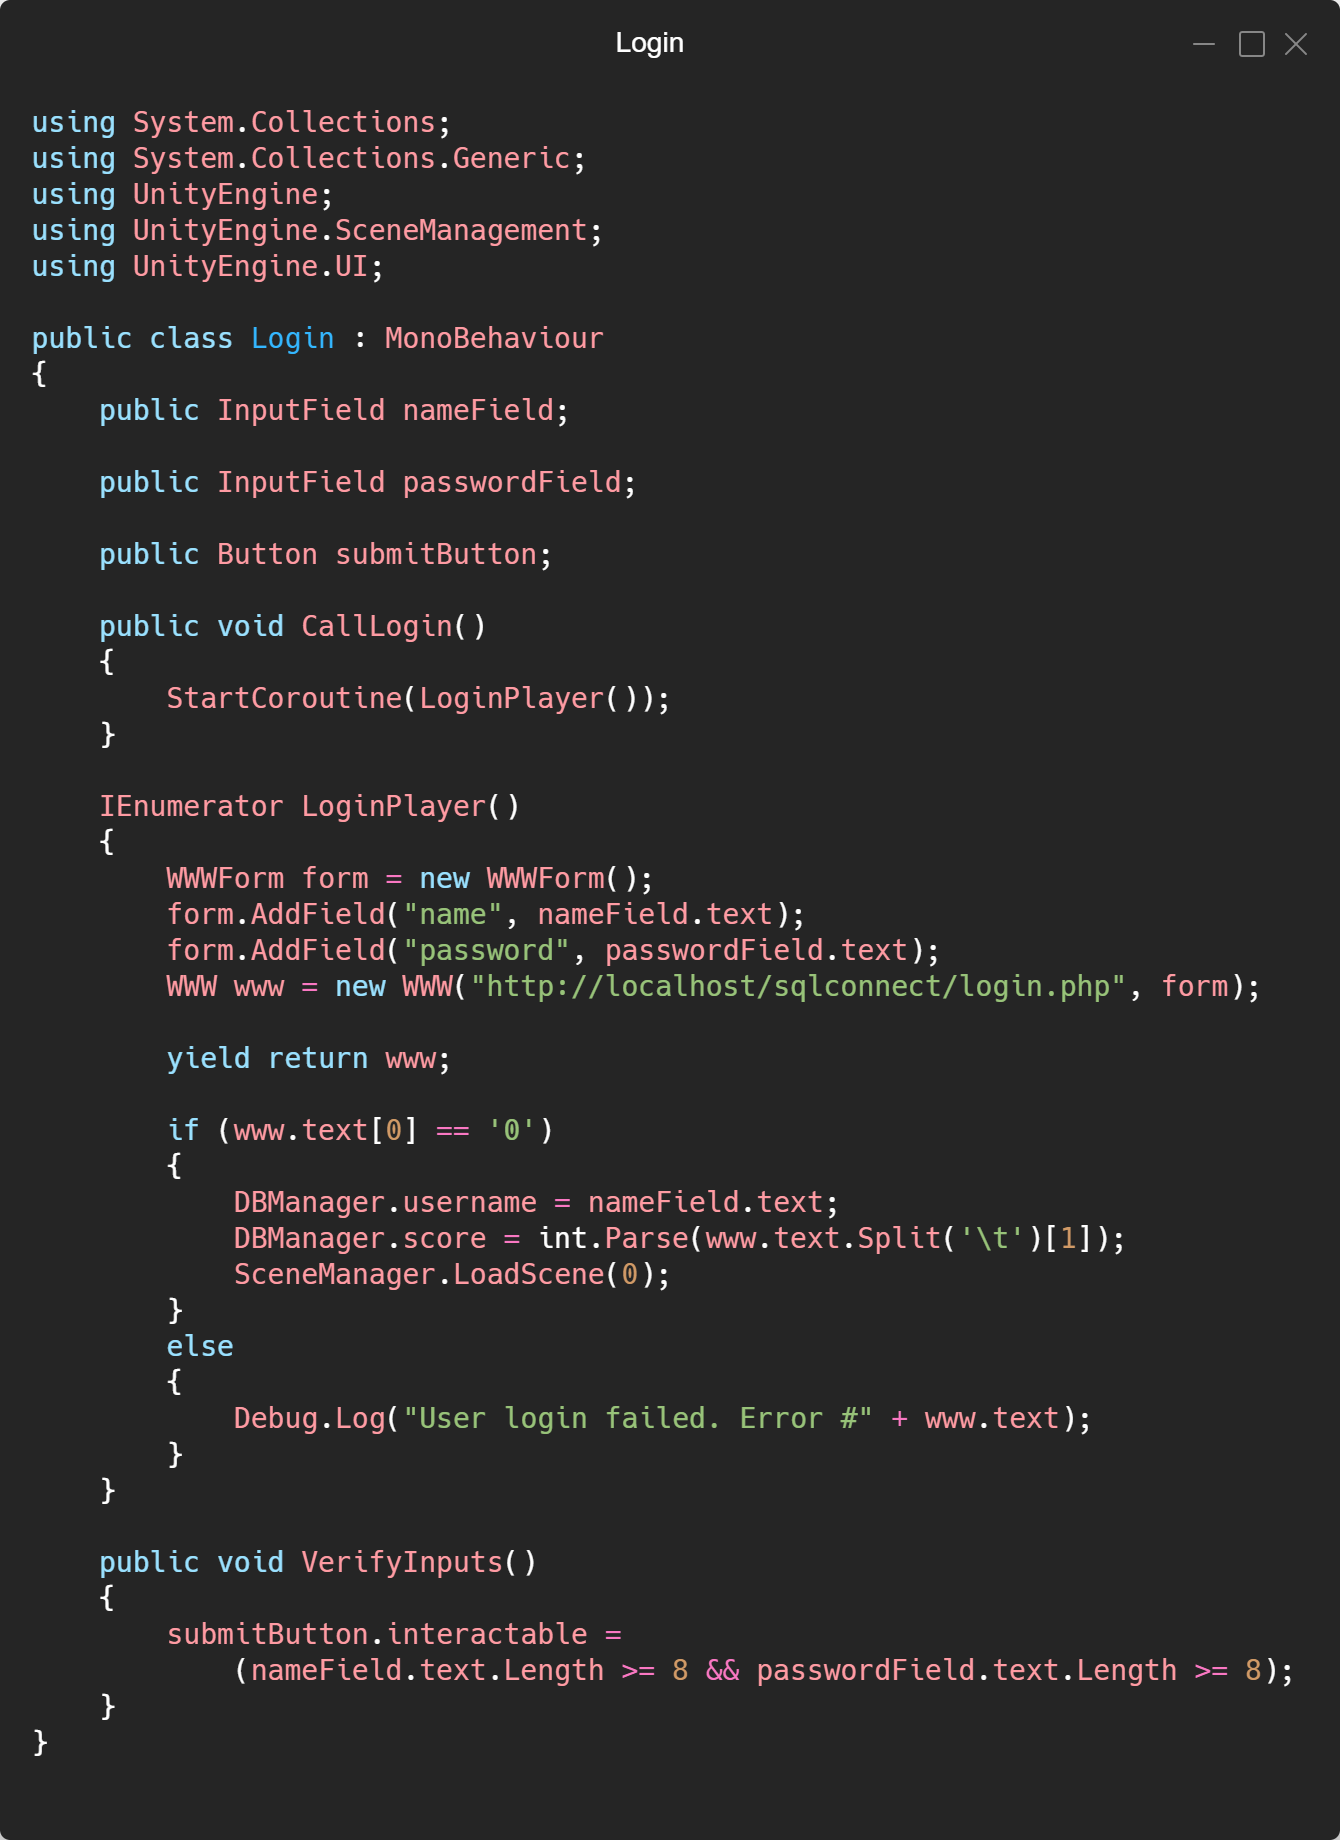 Login
using System.Collections;
using System.Collections.Generic;
using UnityEngine;
using UnityEngine.SceneManagement;
using UnityEngine.UI;

public class Login : MonoBehaviour
{
    public InputField nameField;

    public InputField passwordField;

    public Button submitButton;

    public void CallLogin()
    {
        StartCoroutine(LoginPlayer());
    }

    IEnumerator LoginPlayer()
    {
        WWWForm form = new WWWForm();
        form.AddField("name", nameField.text);
        form.AddField("password", passwordField.text);
        WWW www = new WWW("http://localhost/sqlconnect/login.php", form);

        yield return www;

        if (www.text[0] == '0')
        {
            DBManager.username = nameField.text;
            DBManager.score = int.Parse(www.text.Split('\t')[1]);
            SceneManager.LoadScene(0);
        }
        else
        {
            Debug.Log("User login failed. Error #" + www.text);
        }
    }

    public void VerifyInputs()
    {
        submitButton.interactable =
            (nameField.text.Length >= 8 && passwordField.text.Length >= 8);
    }
}